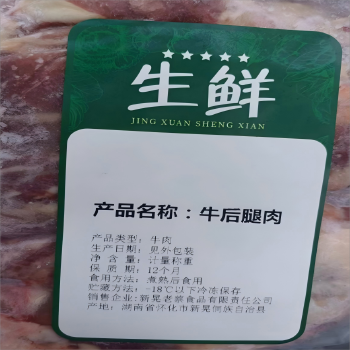 ★★★★★
生鲜
JING XUAN SHENG XIAN
产品名称：牛后腿肉
产品类型：牛肉
生产日期：见外包装
净 含 量：计量称重
保 质 期：12个月
食用方法：煮熟后食用
贮藏方法：-18℃以下冷冻保存
销售企业：新晃老蔡食品有限责任公司
产地：湖南省怀化市新晃侗族自治县